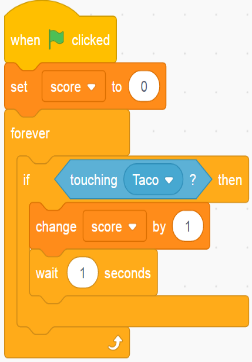 when clicked
set score to 0
forever
if touching Taco ? then
change score by 1
wait 1 seconds